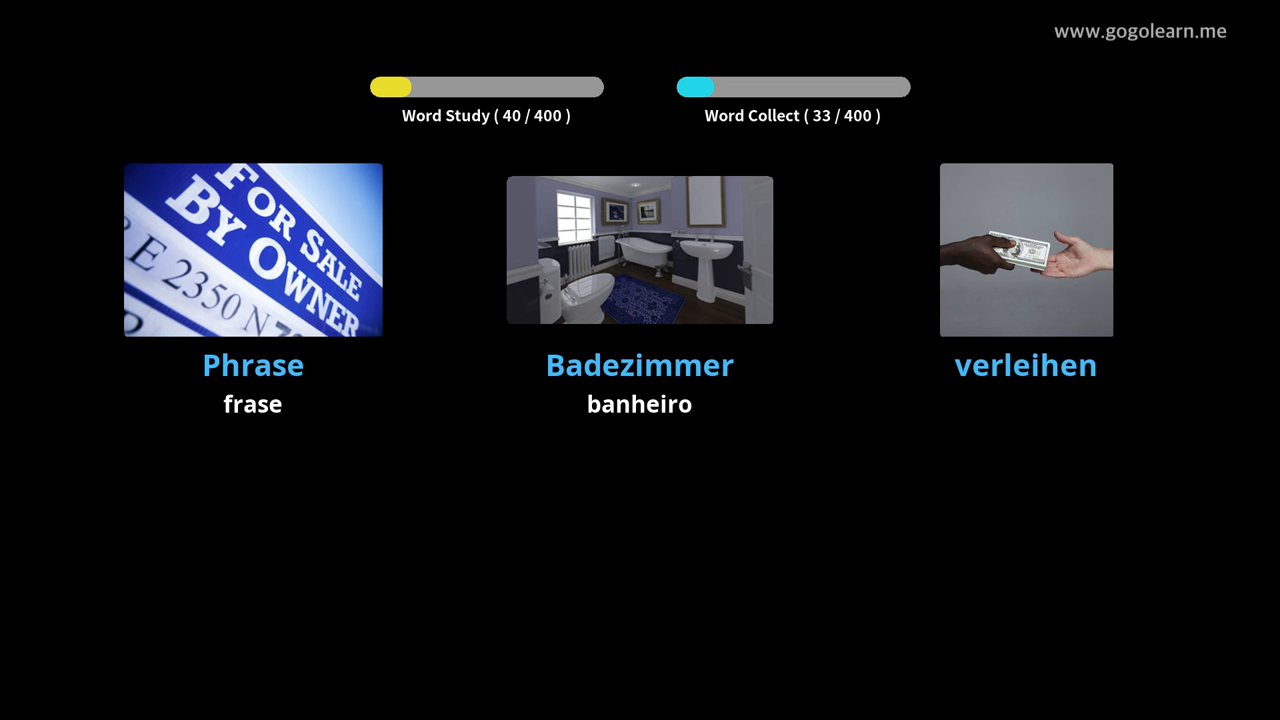 www.gogolearn.me
Word Study ( 40 / 400 )
Word Collect ( 33 / 400 )
FOR SALE
BY OWNER
E 2350 N
Phrase
Badezimmer
verleihen
frase
banheiro